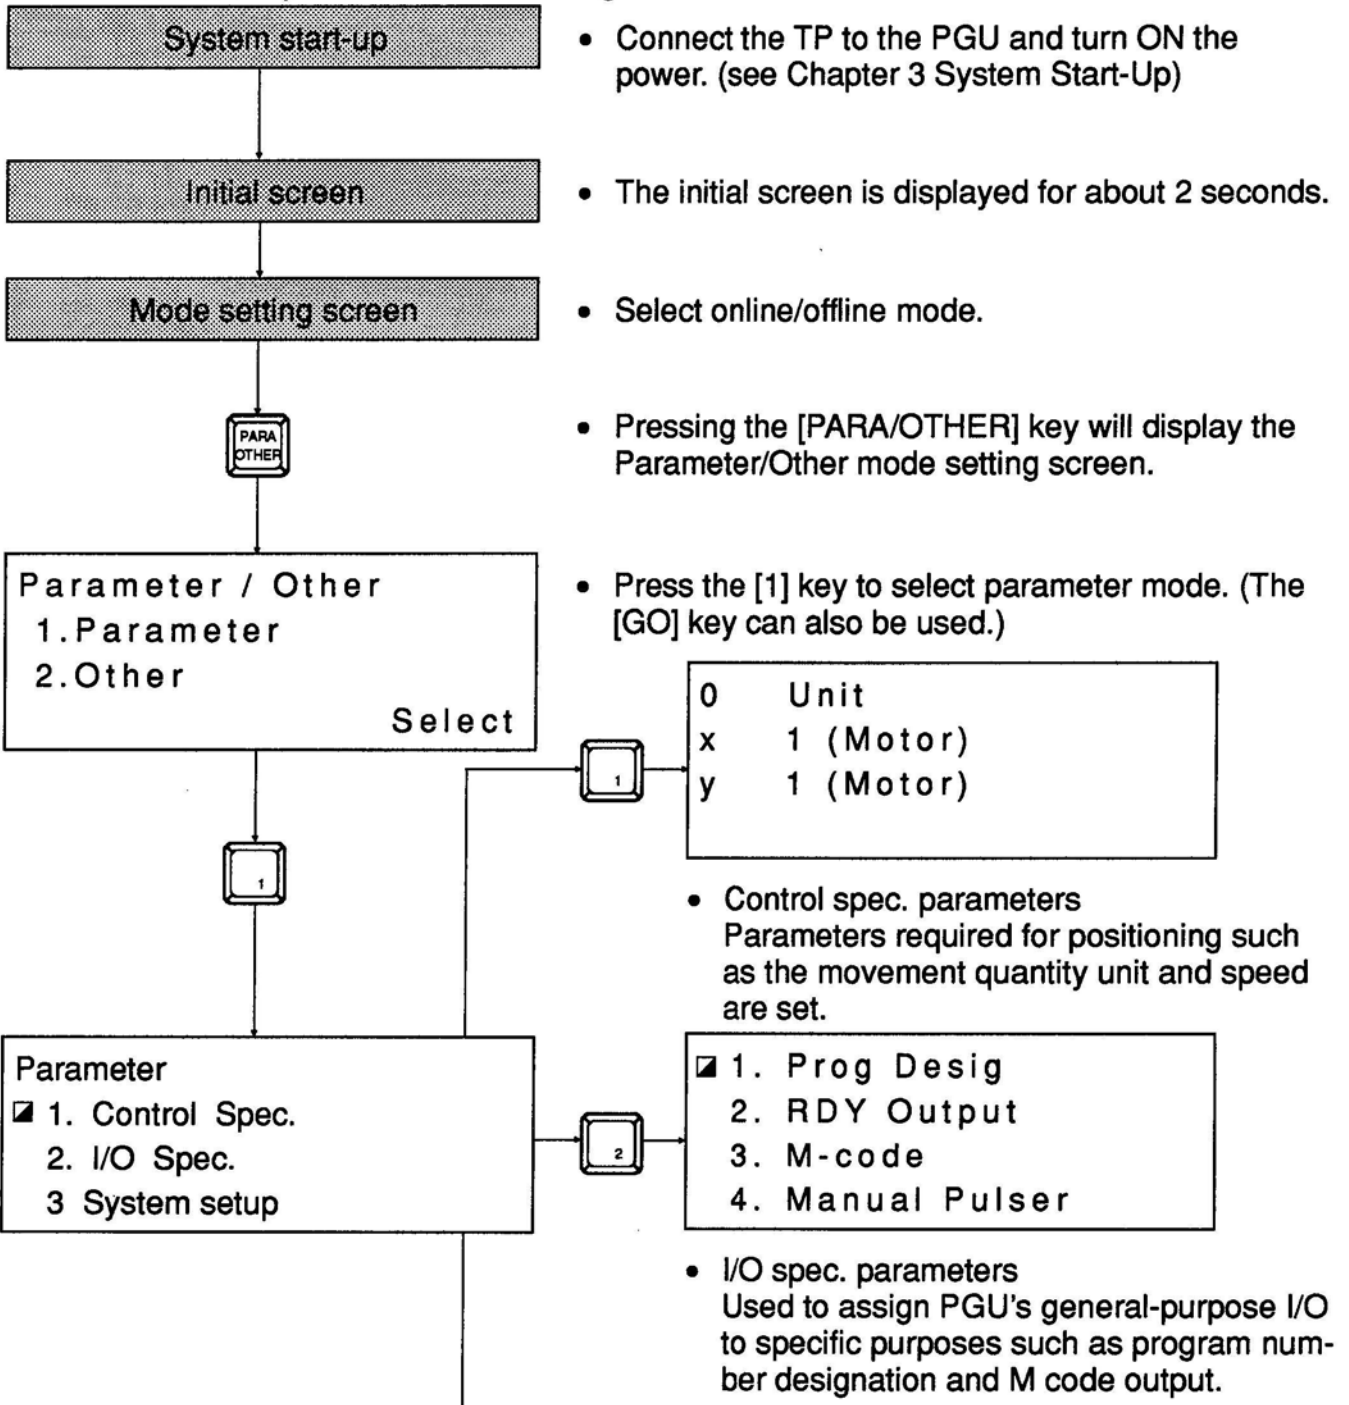 System start-up
• Connect the TP to the PGU and turn ON the
power. (see Chapter 3 System Start-Up)
Initial screen
• The initial screen is displayed for about 2 seconds.
Mode setting screen
• Select online/offline mode.
PARA
OTHER
• Pressing the [PARA/OTHER] key will display the
Parameter/Other mode setting screen.
Parameter / Other
1.Parameter
2.Other
Select
• Press the [1] key to select parameter mode. (The
[GO] key can also be used.)
1
1
0 Unit
x 1 (Motor)
y 1 (Motor)
• Control spec. parameters
Parameters required for positioning such
as the movement quantity unit and speed
are set.
Parameter
1. Control Spec.
2. I/O Spec.
3 System setup
2
1. Prog Desig
2. RDY Output
3. M-code
4. Manual Pulser
• I/O spec. parameters
Used to assign PGU's general-purpose I/O
to specific purposes such as program num-
ber designation and M code output.